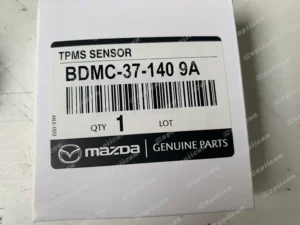 TPMS SENSOR
BDMC-37-140 9A
QTY 1 LOT
mazda GENUINE PARTS